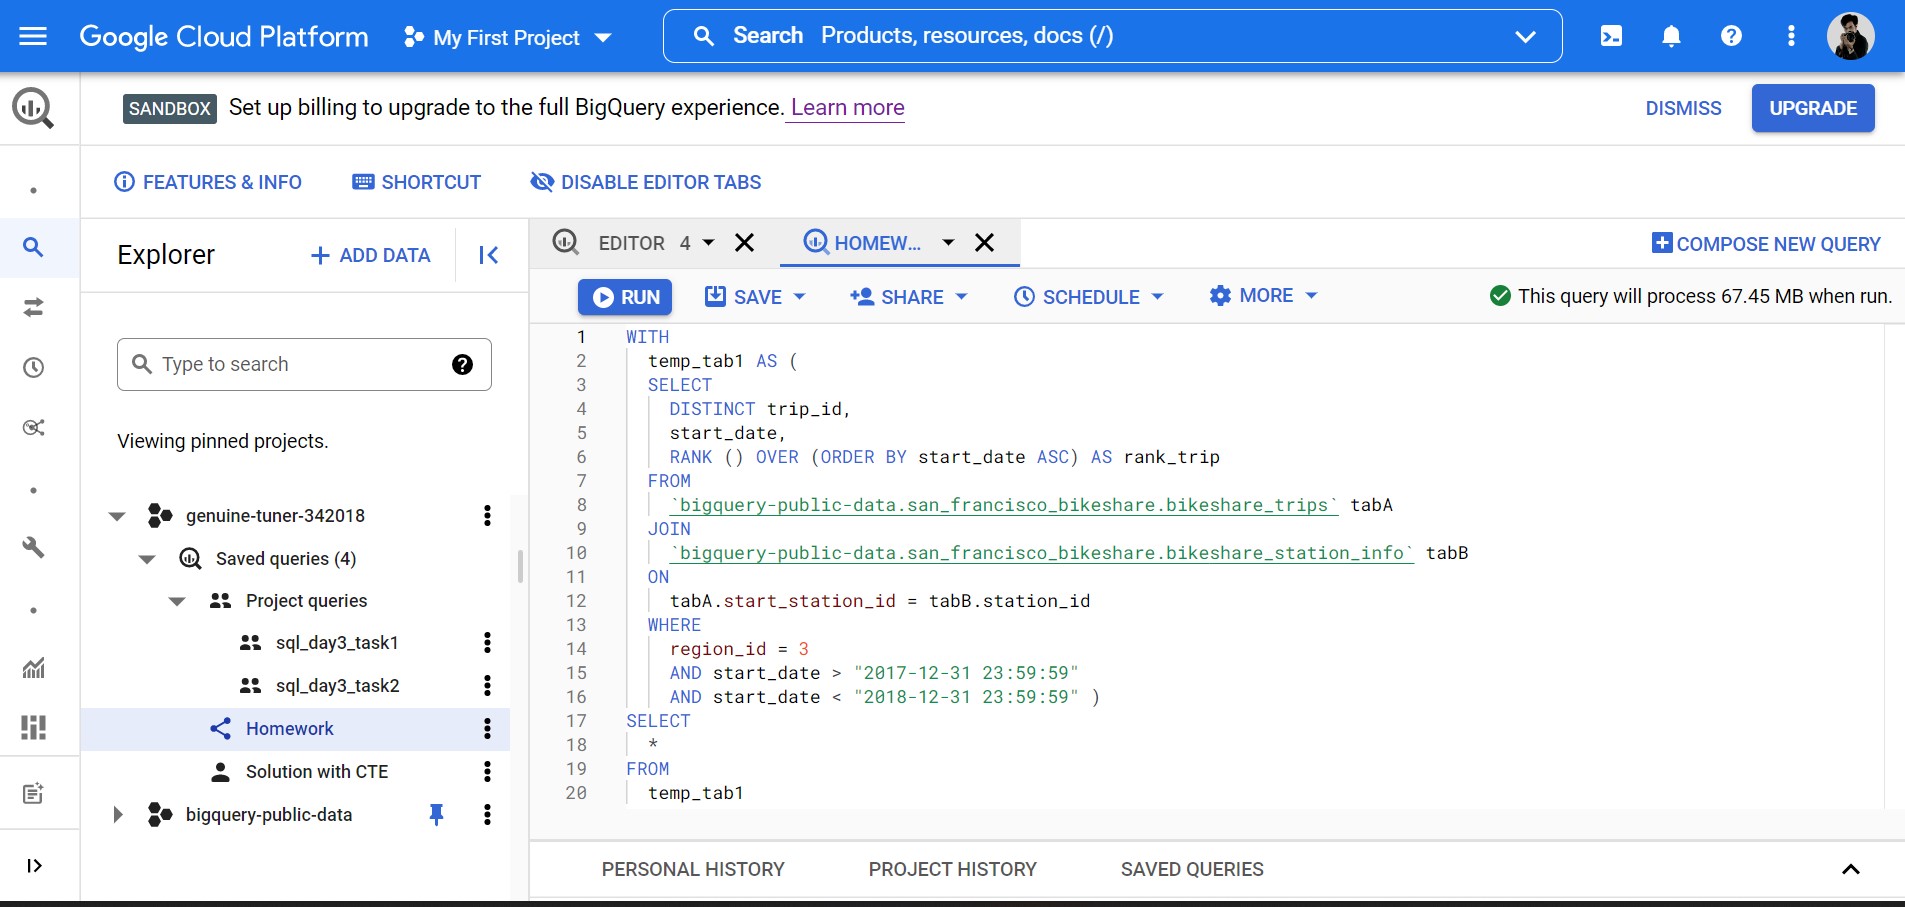 Google Cloud Platform My First Project Search Products, resources, docs (/)
SANDBOX Set up billing to upgrade to the full BigQuery experience. Learn more DISMISS UPGRADE
FEATURES & INFO SHORTCUT DISABLE EDITOR TABS
Explorer + ADD DATA
Type to search
Viewing pinned projects.
genuine-tuner-342018
Saved queries (4)
Project queries
sql_day3_task1
sql_day3_task2
Homework
Solution with CTE
bigquery-public-data
EDITOR 4 HOMEW... COMPOSE NEW QUERY
RUN SAVE SHARE SCHEDULE MORE This query will process 67.45 MB when run.
1 WITH
2 temp_tab1 AS (
3 SELECT
4 DISTINCT trip_id,
5 start_date,
6 RANK () OVER (ORDER BY start_date ASC) AS rank_trip
7 FROM
8 `bigquery-public-data.san_francisco_bikeshare.bikeshare_trips` tabA
9 JOIN
10 `bigquery-public-data.san_francisco_bikeshare.bikeshare_station_info` tabB
11 ON
12 tabA.start_station_id = tabB.station_id
13 WHERE
14 region_id = 3
15 AND start_date > "2017-12-31 23:59:59"
16 AND start_date < "2018-12-31 23:59:59" )
17 SELECT
18 *
19 FROM
20 temp_tab1
PERSONAL HISTORY PROJECT HISTORY SAVED QUERIES